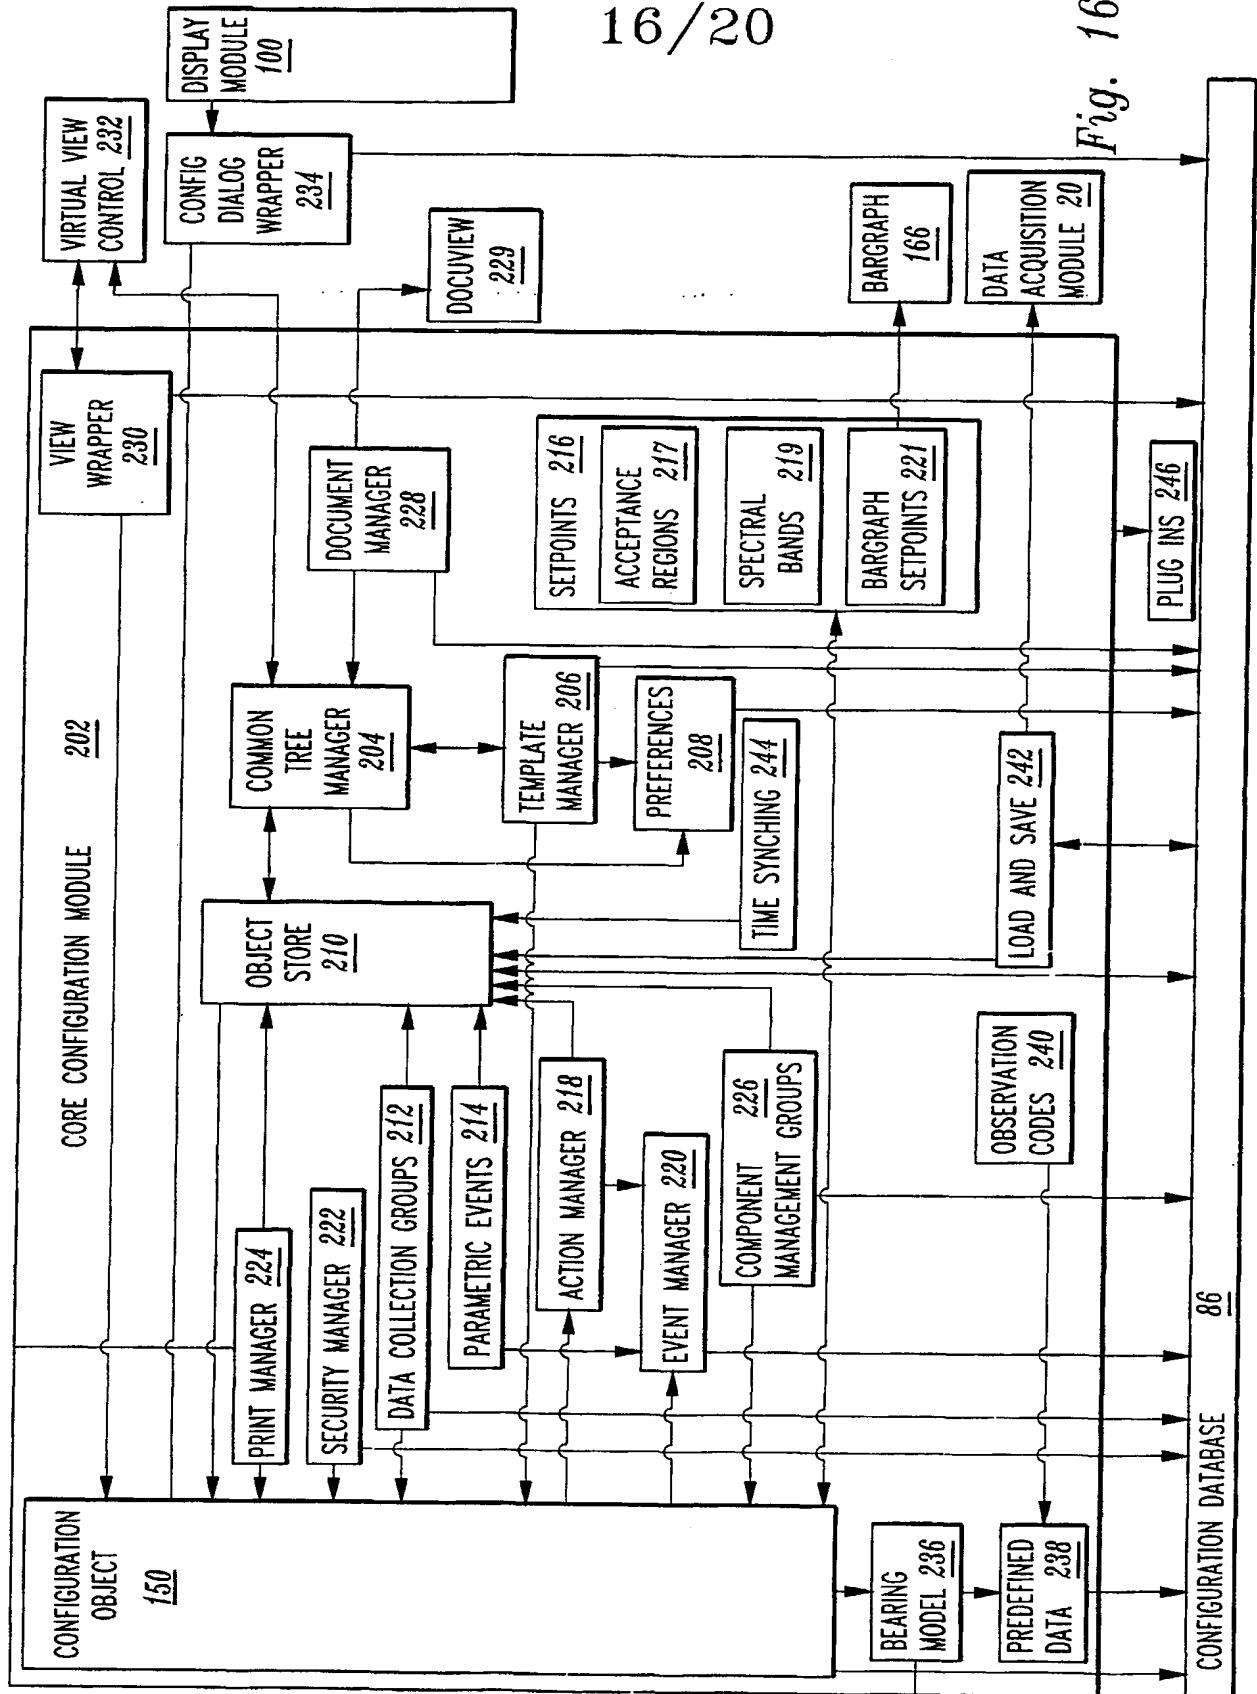 16/20
Fig. 16
DISPLAY
MODULE
100
VIRTUAL VIEW
CONTROL 232
CONFIG
DIALOG
WRAPPER
234
DOCUVIEW
229
BARGRAPH
166
DATA
ACQUISITION
MODULE 20
VIEW
WRAPPER
230
CORE CONFIGURATION MODULE 202
DOCUMENT
MANAGER
228
SETPOINTS 216
ACCEPTANCE
REGIONS 217
SPECTRAL
BANDS 219
BARGRAPH
SETPOINTS 221
PLUG INS 246
COMMON
TREE
MANAGER
204
TEMPLATE
MANAGER 206
PREFERENCES
208
TIME SYNCHING 244
LOAD AND SAVE 242
OBJECT
STORE
210
PRINT MANAGER 224
SECURITY MANAGER 222
DATA COLLECTION GROUPS 212
PARAMETRIC EVENTS 214
ACTION MANAGER 218
EVENT MANAGER 220
COMPONENT 226
MANAGEMENT GROUPS
OBSERVATION
CODES 240
CONFIGURATION
OBJECT
150
BEARING
MODEL 236
PREDEFINED
DATA 238
CONFIGURATION DATABASE 86